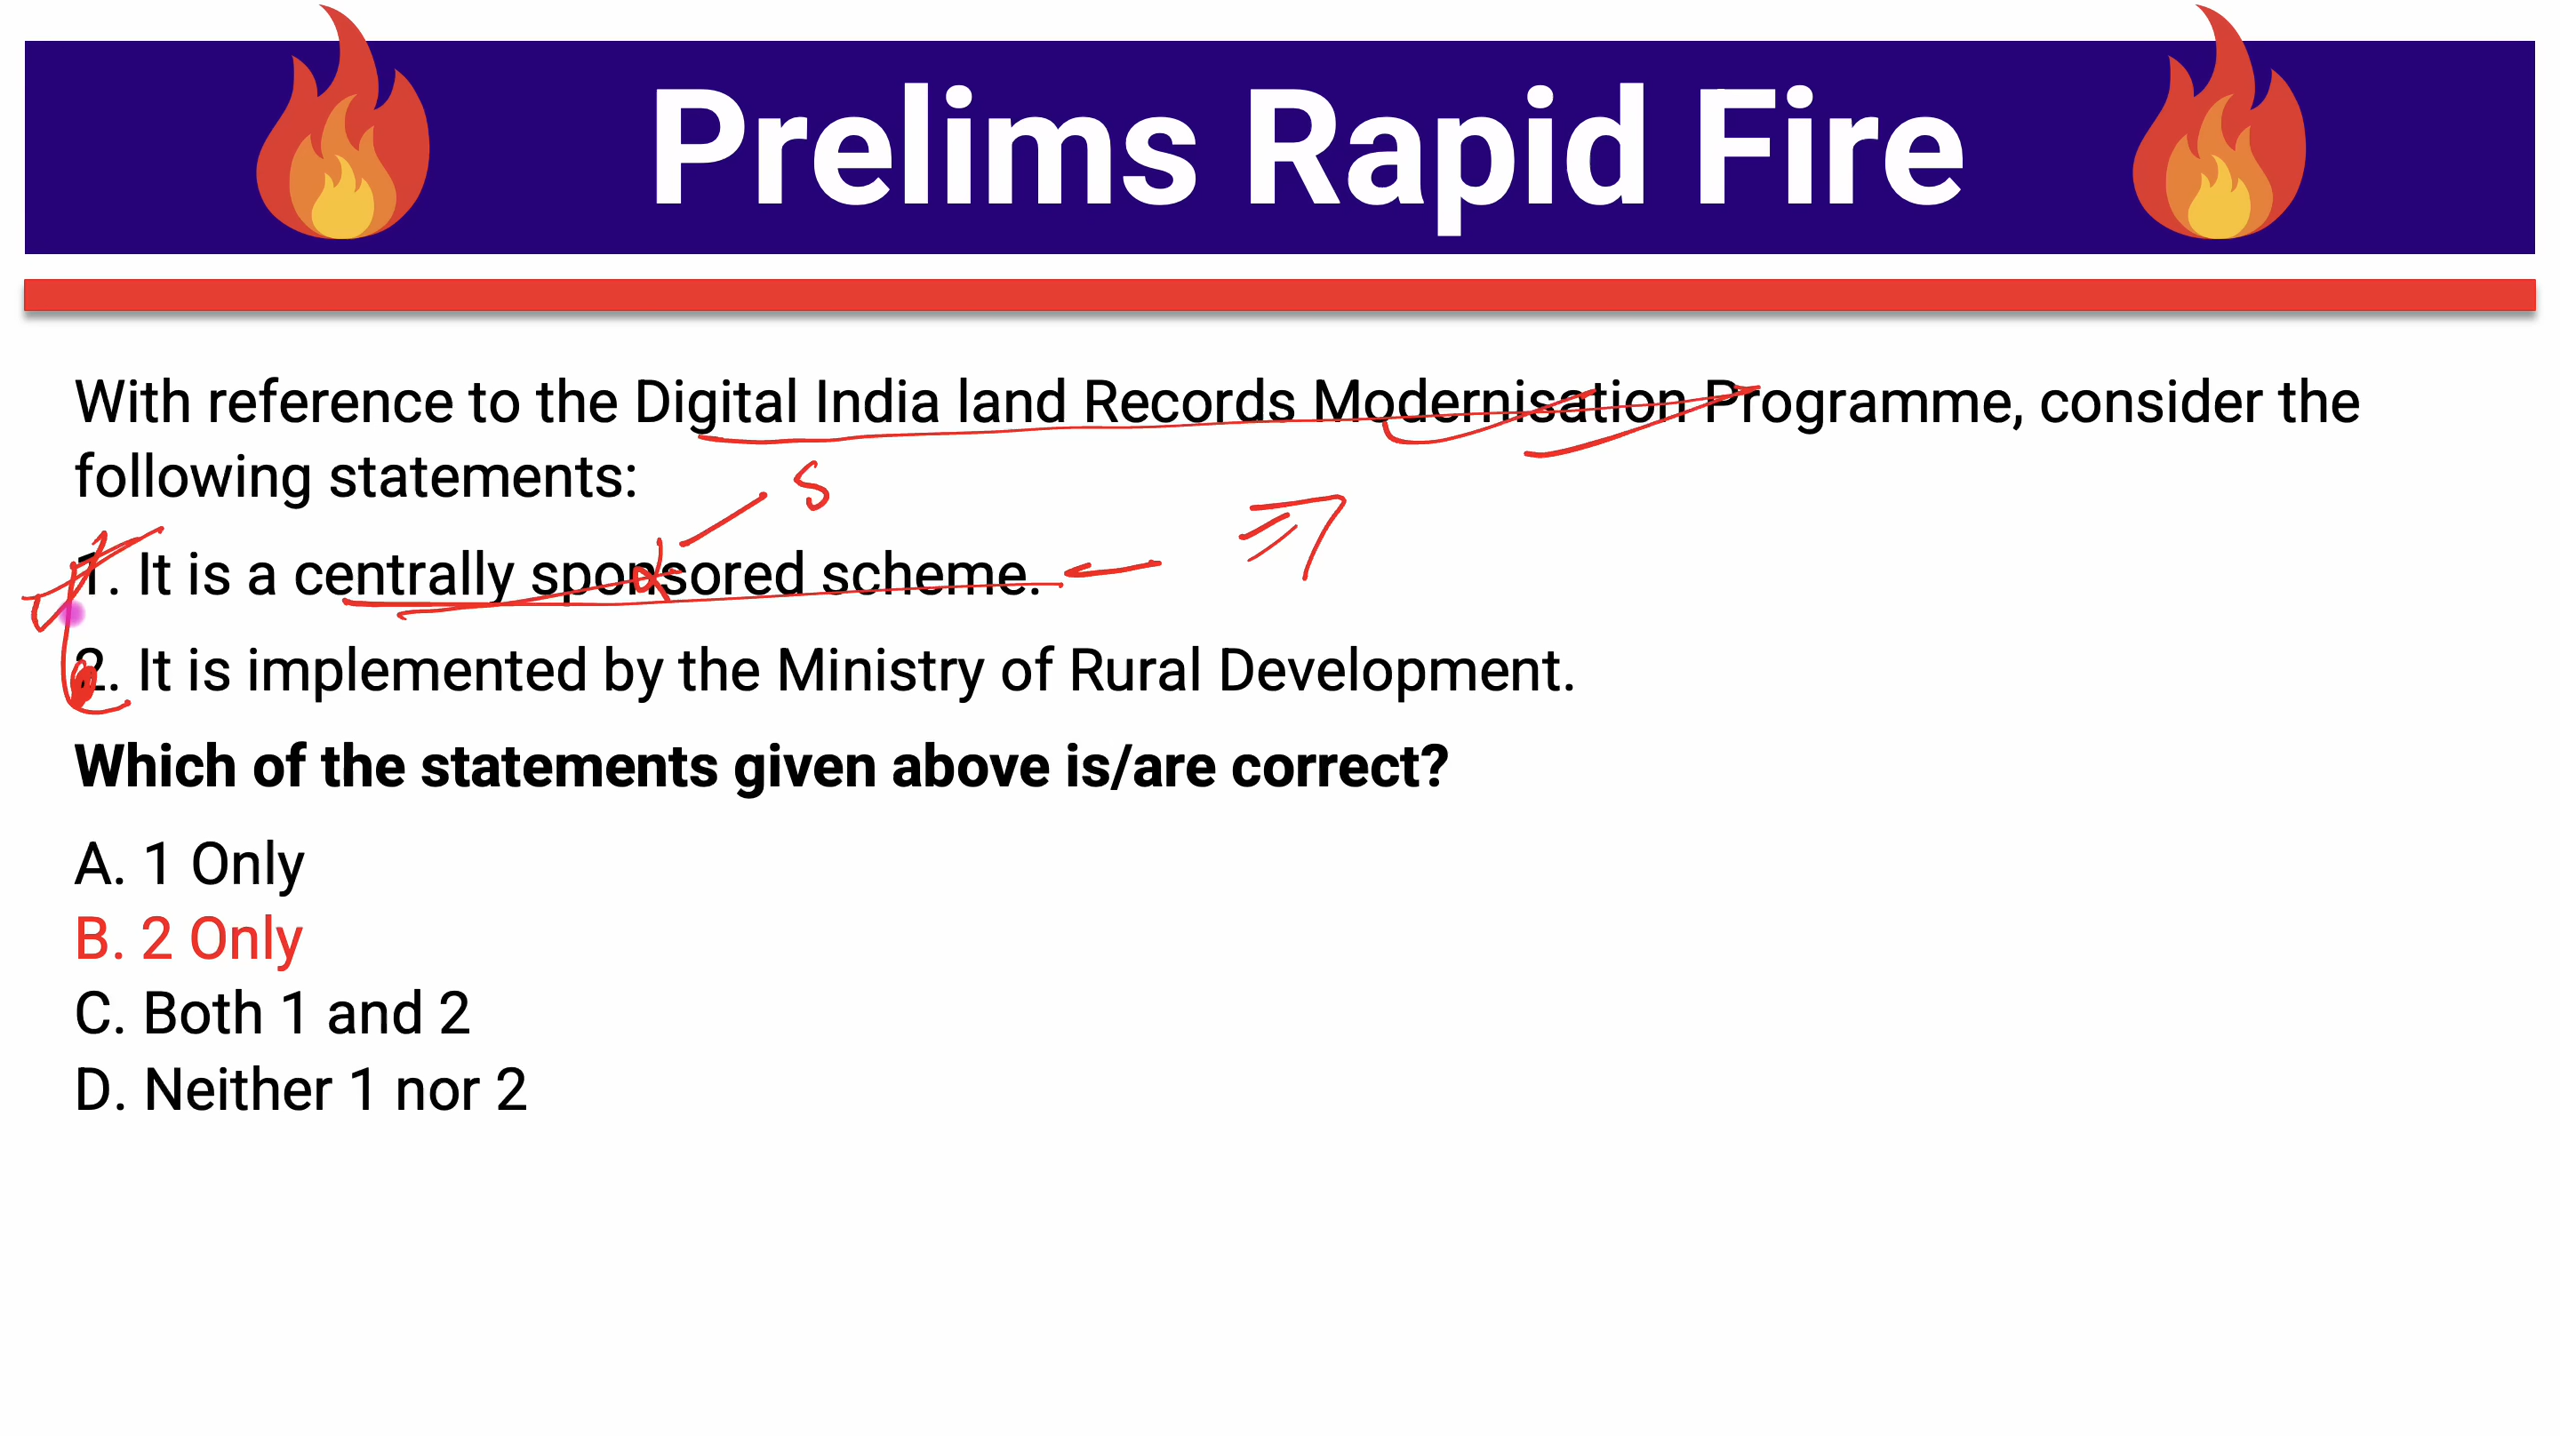 Prelims Rapid Fire
With reference to the Digital India land Records Modernisation Programme, consider the
following statements:
S
1. It is a centrally sponsored scheme.
2. It is implemented by the Ministry of Rural Development.
Which of the statements given above is/are correct?
A. 1 Only
B. 2 Only
C. Both 1 and 2
D. Neither 1 nor 2